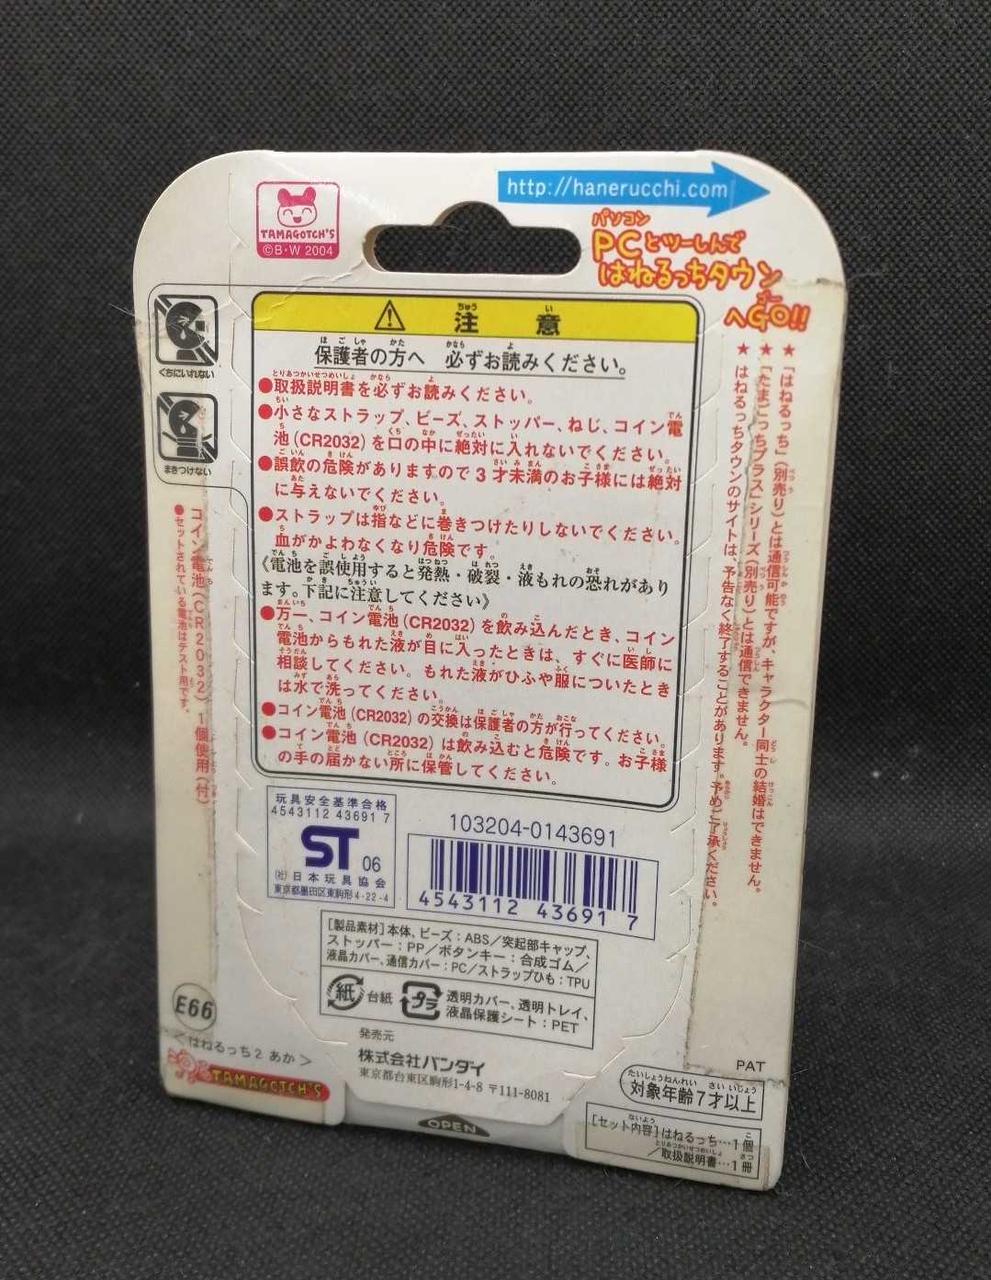 TAMAGOTCH'S
©B・W 2004
http://hanerucchi.com
PCとツーしんで
パソコン
はねるっちタウン
へGO!!
ゴー
くちにいれない
まきつけない
注意
保護者の方へ 必ずお読みください。
●取扱説明書を必ずお読みください。
●小さなストラップ、ビーズ、ストッパー、ねじ、コイン電
池(CR2032)を口の中に絶対に入れないでください。
●誤飲の危険がありますので3才未満のお子様には絶対
に与えないでください。
●ストラップは指などに巻きつけたりしないでください。
血がかよわなくなり危険です。
《電池を誤使用すると発熱・破裂・液もれの恐れがあり
ます。下記に注意してください》
●万一、コイン電池(CR2032)を飲み込んだとき、コイン
電池からもれた液が目に入ったときは、すぐに医師に
相談してください。もれた液がひふや服についたとき
は水で洗ってください。
●コイン電池(CR2032)の交換は保護者の方が行ってください。
●コイン電池(CR2032)は飲み込むと危険です。お子様
の手の届かない所に保管してください。
★「はねるっち」(別売り)とは通信可能ですが、キャラクター同士の結婚はできません。
★「たまごっちプラス」シリーズ(別売り)とは通信できません。
★はねるっちタウンのサイトは、予告なく終了することがあります。予めご了承ください。
コイン電池(CR2032)1個使用(付)
●セットされている電池はテスト用です。
玩具安全基準合格
4543112 43691 7
ST 06
(社)日本玩具協会
東京都墨田区東駒形4-22-4
103204-0143691
4543112 436917
[製品素材]本体、ビーズ:ABS/突起部キャップ、
ストッパー:PP/ボタンキー:合成ゴム/
液晶カバー、通信カバー:PC/ストラップひも:TPU
紙 台紙
プラ 透明カバー、透明トレイ、
液晶保護シート:PET
発売元
株式会社バンダイ
東京都台東区駒形1-4-8 〒111-8081
E66
<はねるっち2 あか>
TAMAGOTCH'S
OPEN
PAT
対象年齢7才以上
[セット内容]はねるっち…1個
/取扱説明書…1冊